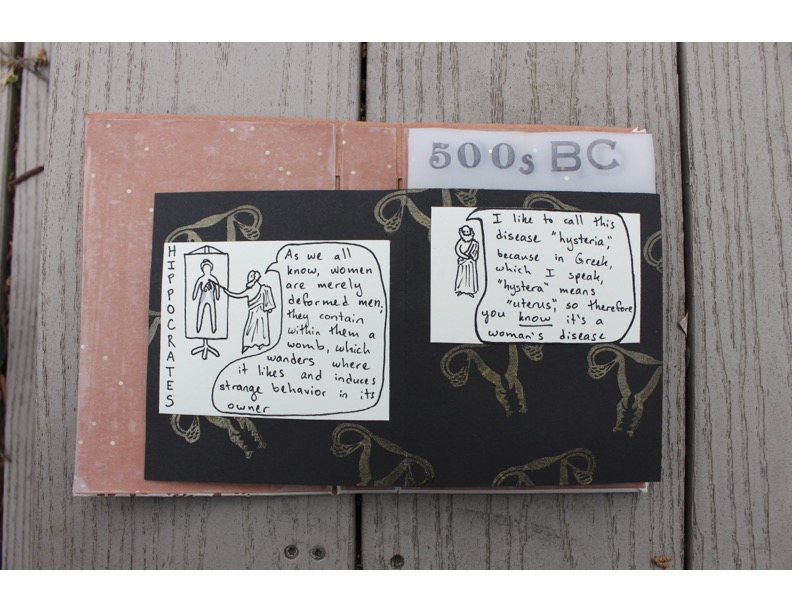 500s BC
HIPPOCRATES
As we all
know, women
are merely
deformed men;
they contain
within them a
womb, which
wanders where
it likes and induces
strange behavior in its
owner
I like to call this
disease "hysteria",
because in Greek,
which I speak,
"hystera" means
"uterus", so therefore
you know it's a
woman's disease